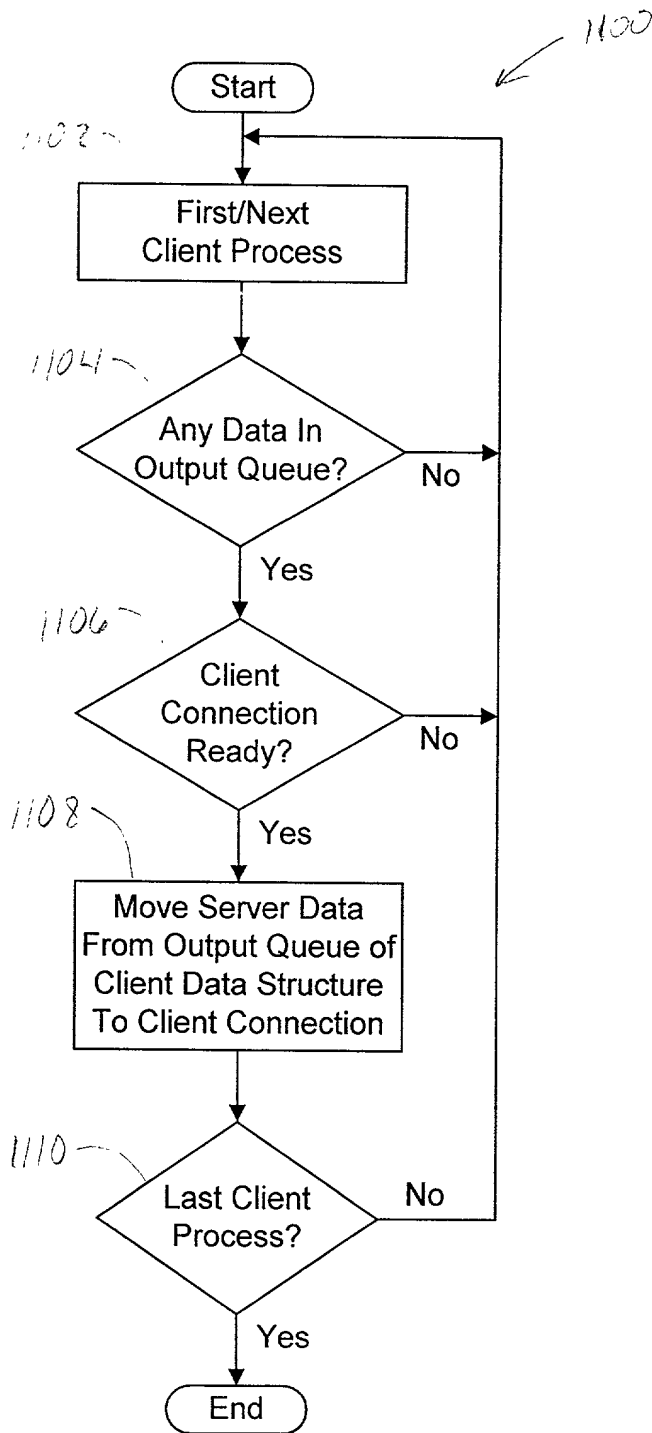 1100
Start
1102
First/Next
Client Process
1104
Any Data In
Output Queue?
No
Yes
1106
Client
Connection
Ready?
No
Yes
1108
Move Server Data
From Output Queue of
Client Data Structure
To Client Connection
1110
Last Client
Process?
No
Yes
End